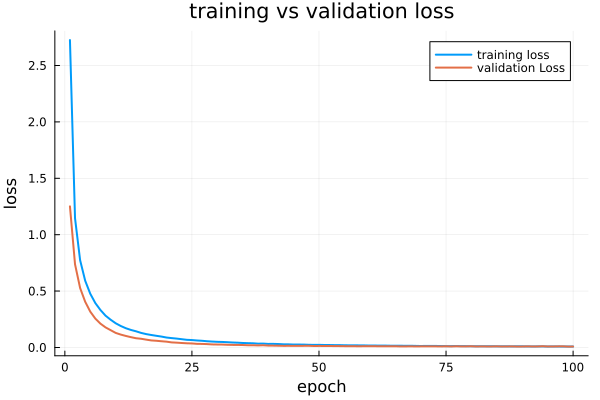 training vs validation loss
training loss
validation Loss
2.5
2.0
1.5
1.0
0.5
0.0
loss
0 25 50 75 100
epoch